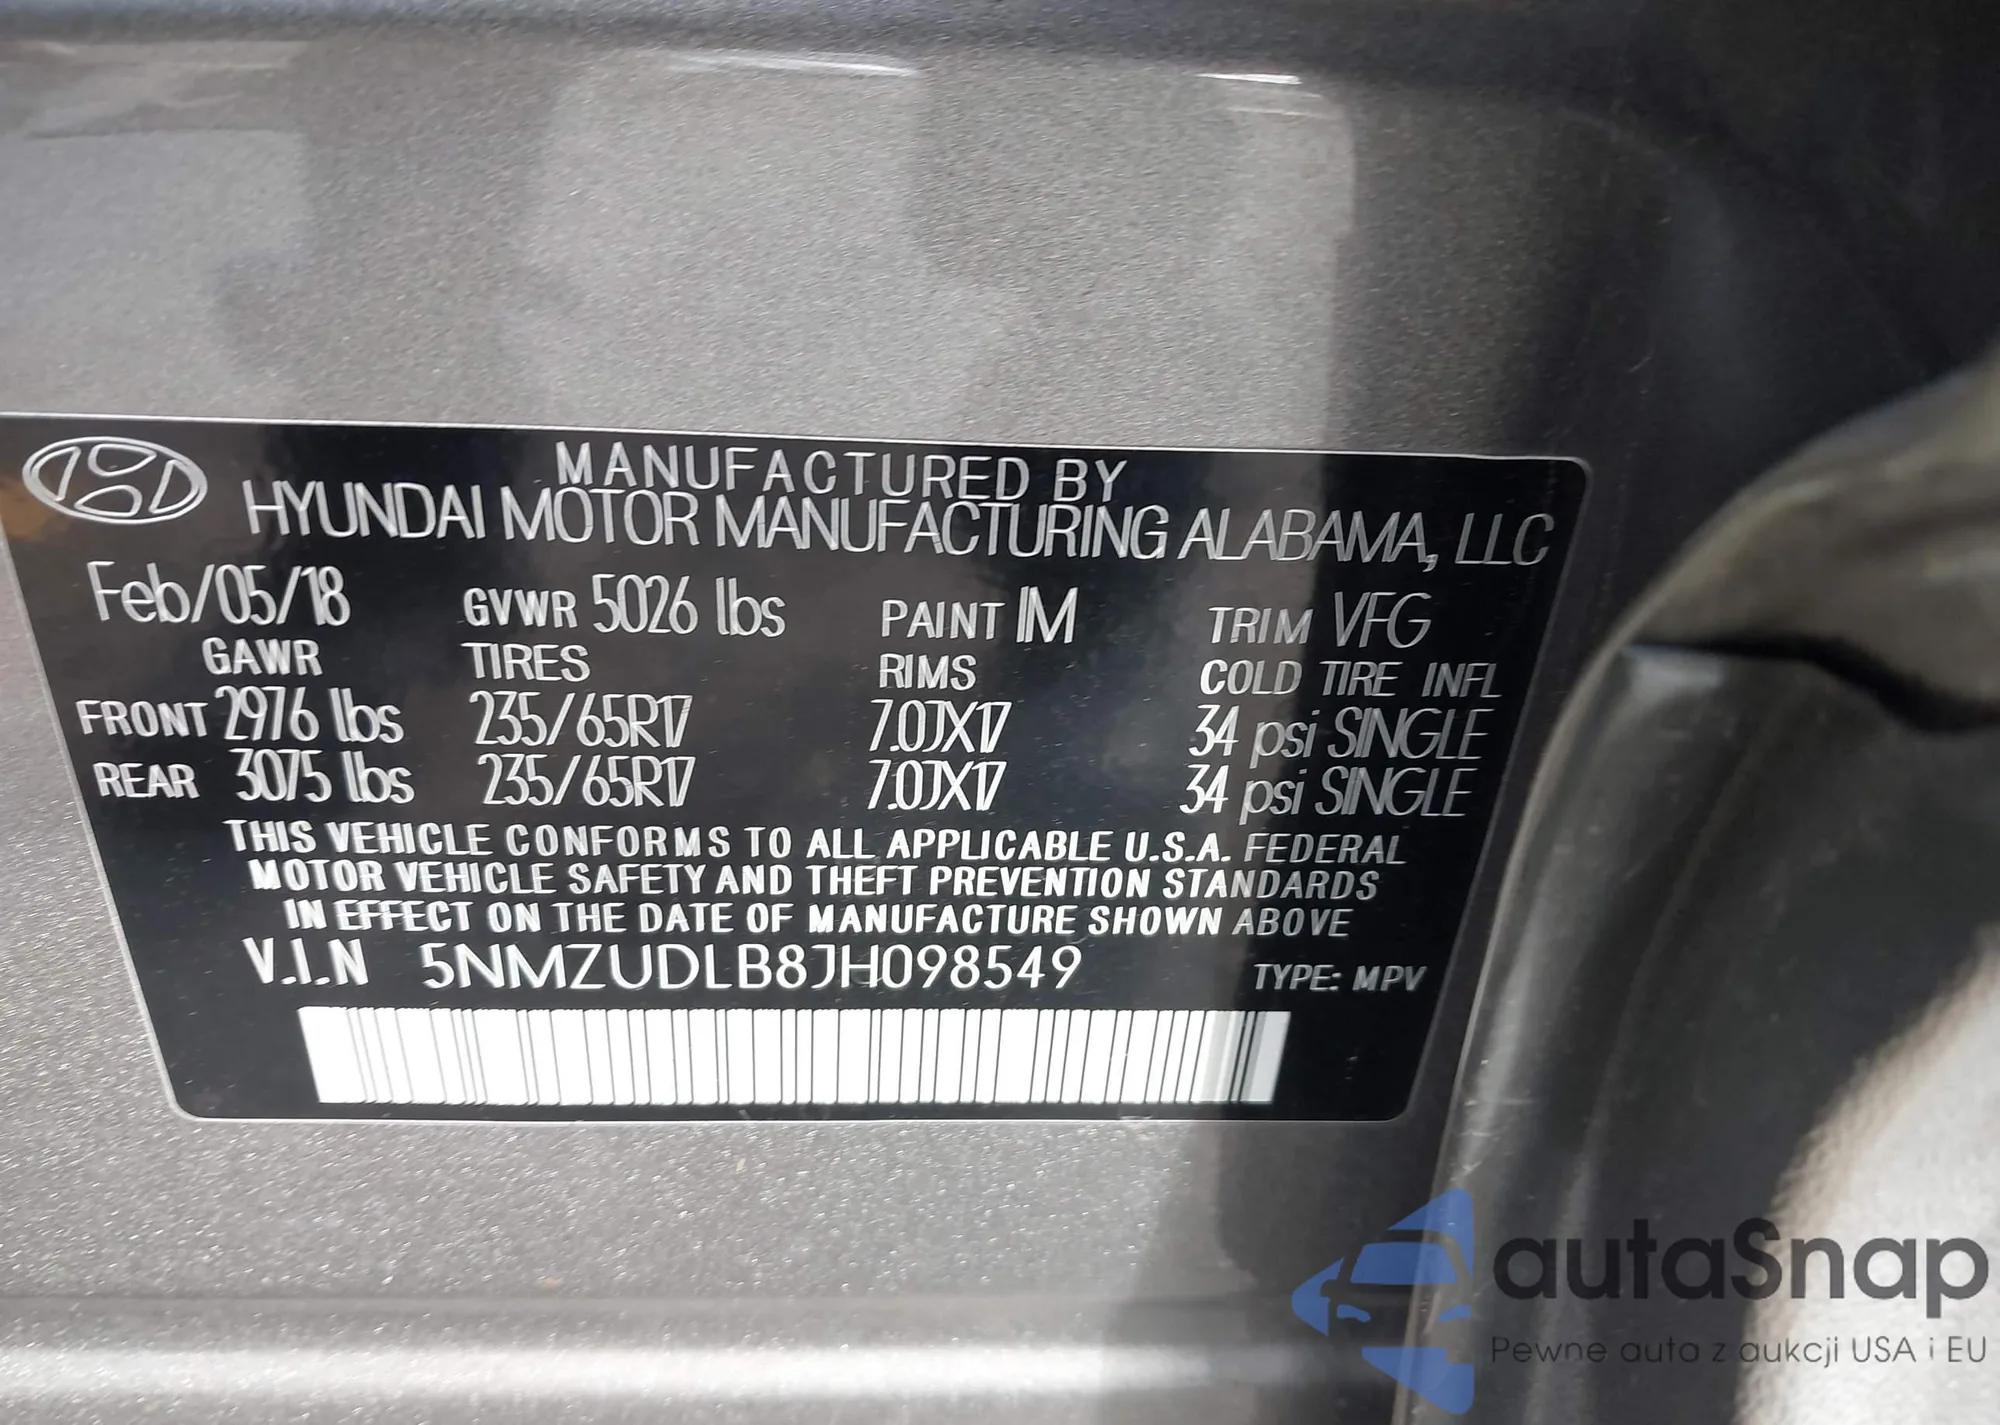 MANUFACTURED BY
HYUNDAI MOTOR MANUFACTURING ALABAMA, LLC
Feb/05/18 GVWR 5026 lbs PAINT IM TRIM VFG
GAWR TIRES RIMS COLD TIRE INFL
FRONT 2976 lbs 235/65R17 7.0JX17 34 psi SINGLE
REAR 3075 lbs 235/65R17 7.0JX17 34 psi SINGLE
THIS VEHICLE CONFORMS TO ALL APPLICABLE U.S.A. FEDERAL
MOTOR VEHICLE SAFETY AND THEFT PREVENTION STANDARDS
IN EFFECT ON THE DATE OF MANUFACTURE SHOWN ABOVE
V.I.N 5NMZUDLB8JH098549 TYPE: MPV
autaSnap
Pewne auta z aukcji USA i EU